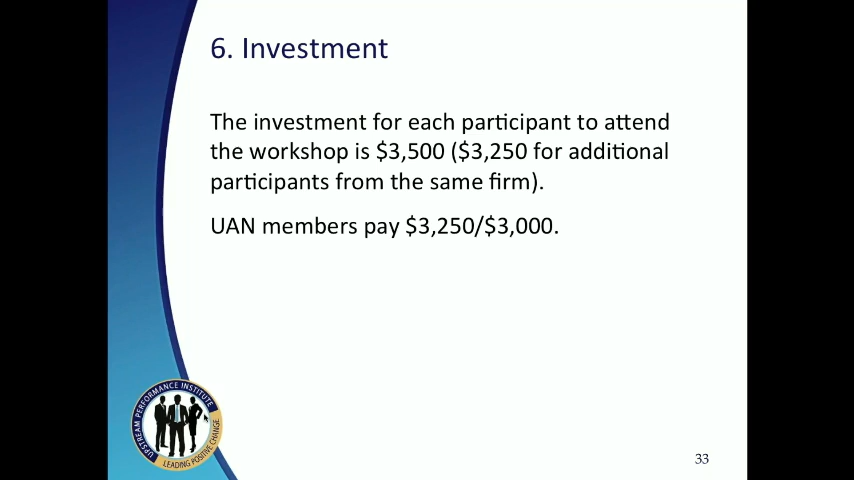 6. Investment
The investment for each participant to attend
the workshop is $3,500 ($3,250 for additional
participants from the same firm).
UAN members pay $3,250/$3,000.
UPSTREAM PERFORMANCE INSTITUTE
LEADING POSITIVE CHANGE
33